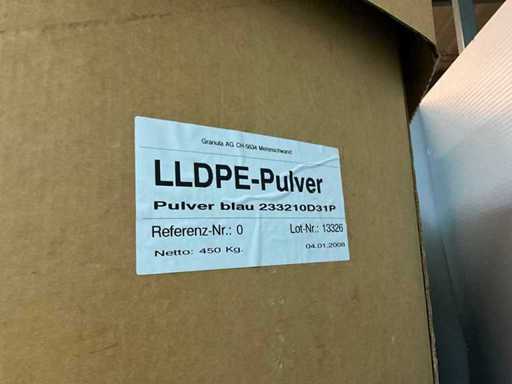 Granula AG CH-5634 Merenschwand
LLDPE-Pulver
Pulver blau 233210D31P
Referenz-Nr.: 0 Lot-Nr.: 13326
Netto: 450 Kg. 04.01.2008